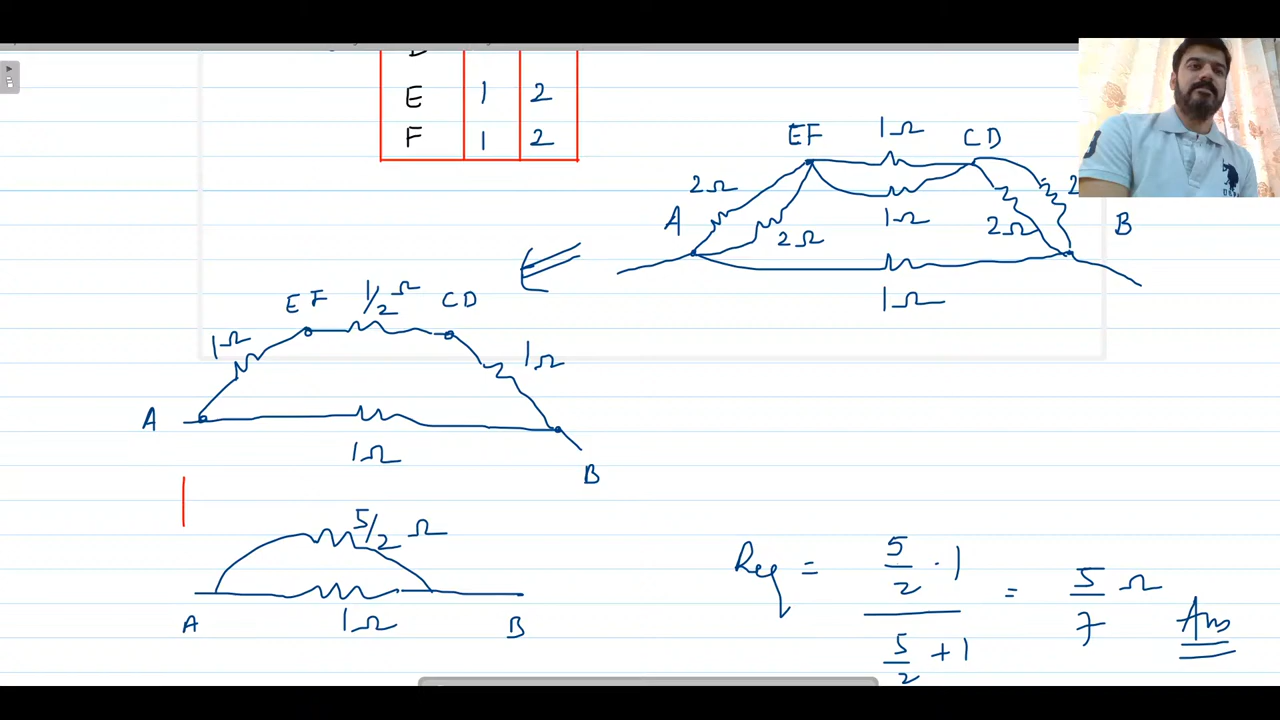 E 1 2
F 1 2
EF 1Ω CD
2Ω
A 2Ω 1Ω 2Ω B
1Ω
EF 1/2 Ω CD
1Ω 1Ω
A
1Ω
B
5/2 Ω
A 1Ω B
Req = 5/2 · 1 / 5/2 + 1 = 5/7 Ω Ans